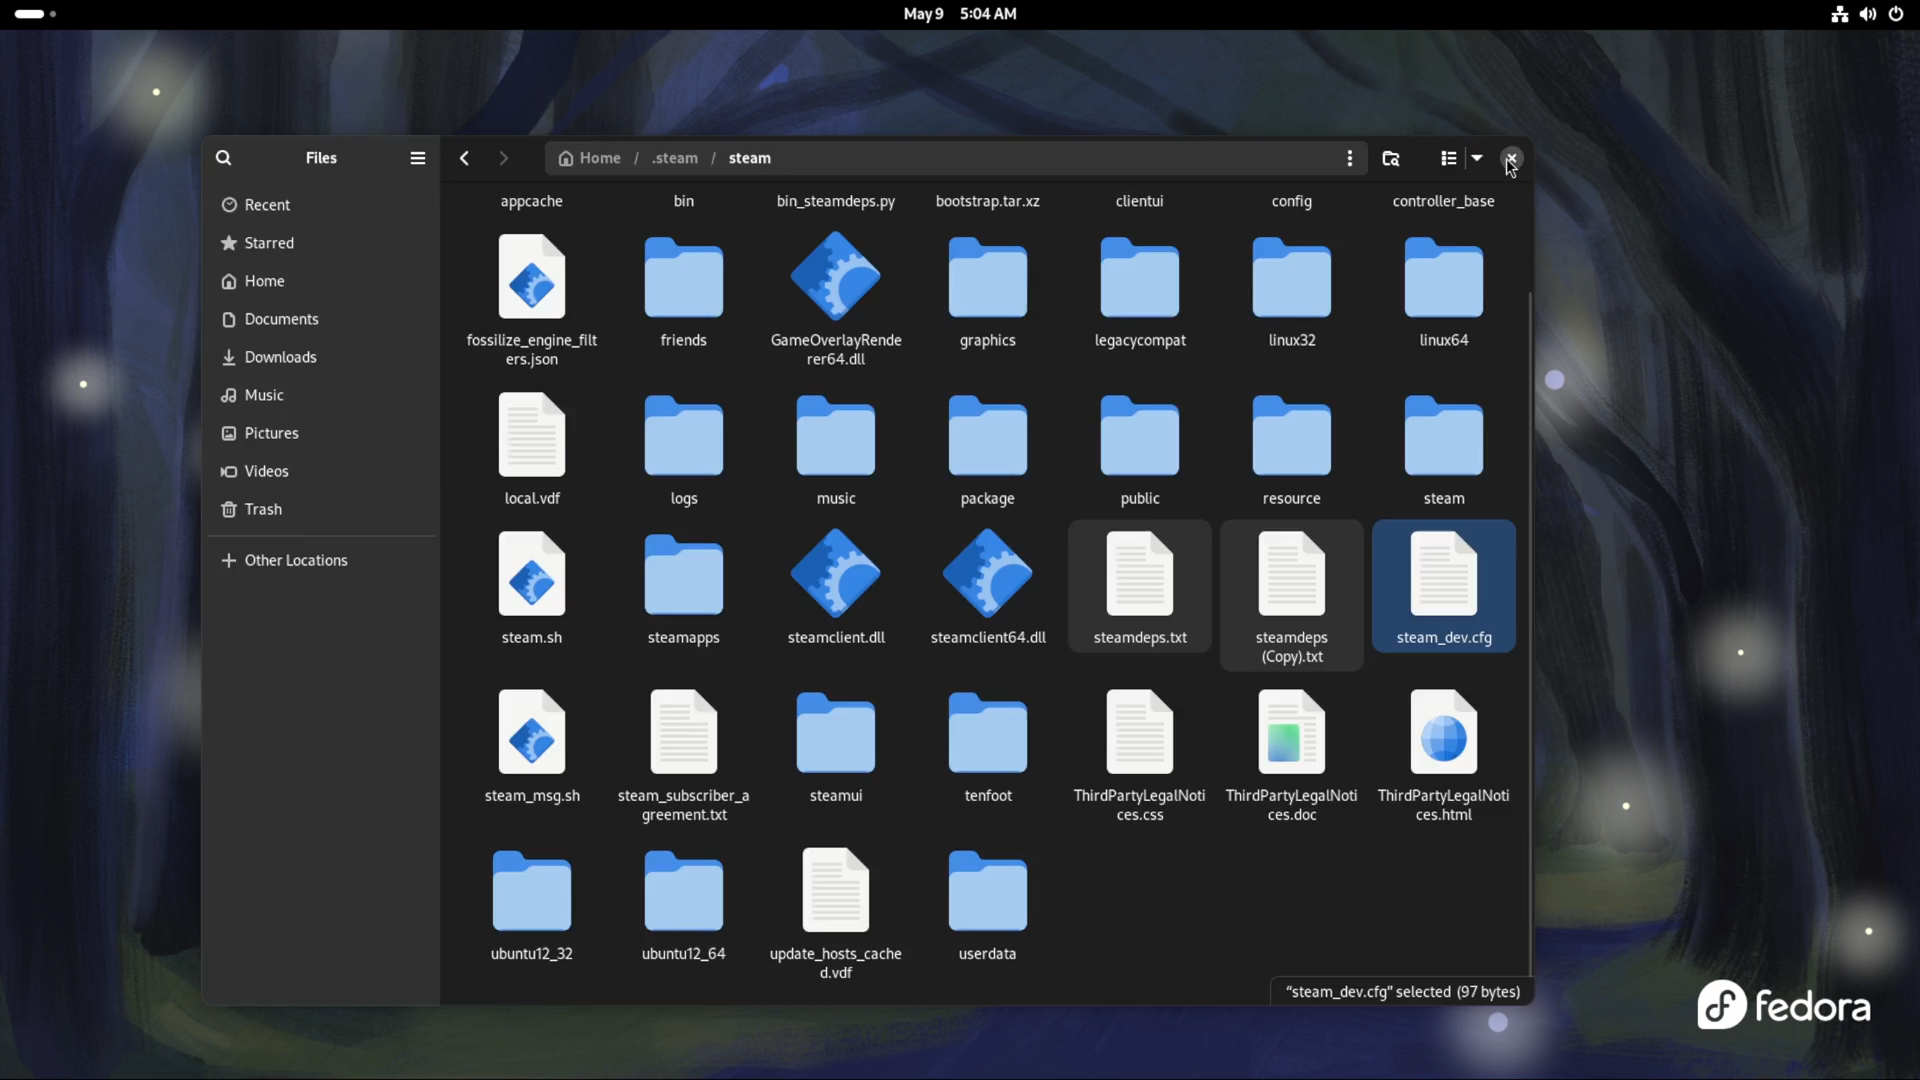 May 9 5:04 AM
Files
Home / .steam / steam
Recent
Starred
Home
Documents
Downloads
Music
Pictures
Videos
Trash
Other Locations
appcache
bin
bin_steamdeps.py
bootstrap.tar.xz
clientui
config
controller_base
fossilize_engine_filt
ers.json
friends
GameOverlayRende
rer64.dll
graphics
legacycompat
linux32
linux64
local.vdf
logs
music
package
public
resource
steam
steam.sh
steamapps
steamclient.dll
steamclient64.dll
steamdeps.txt
steamdeps
(Copy).txt
steam_dev.cfg
steam_msg.sh
steam_subscriber_a
greement.txt
steamui
tenfoot
ThirdPartyLegalNoti
ces.css
ThirdPartyLegalNoti
ces.doc
ThirdPartyLegalNoti
ces.html
ubuntu12_32
ubuntu12_64
update_hosts_cache
d.vdf
userdata
“steam_dev.cfg” selected (97 bytes)
fedora